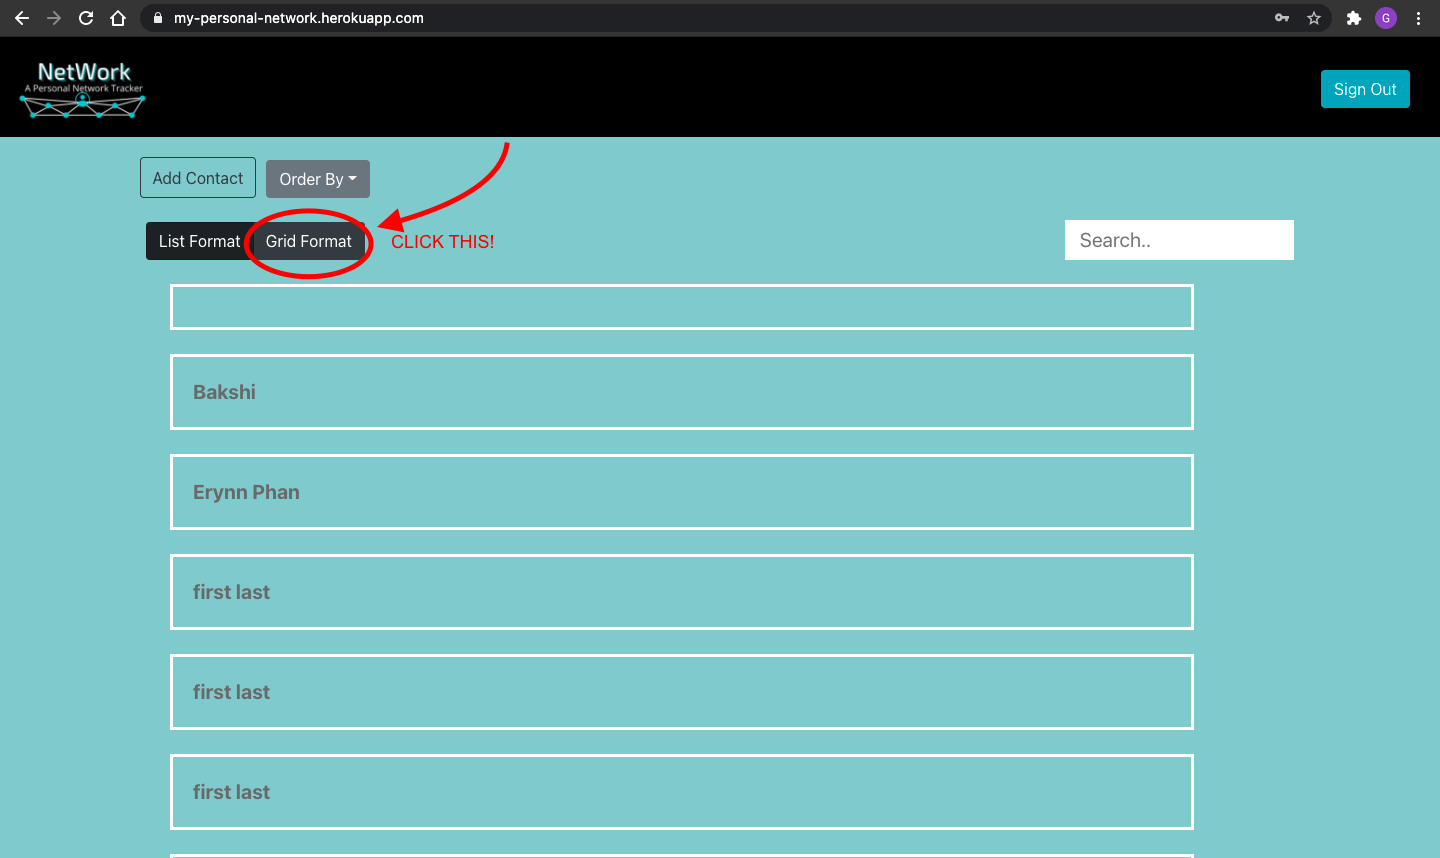 my-personal-network.herokuapp.com
G
NetWork
A Personal Network Tracker
Sign Out
Add Contact
Order By
List Format
Grid Format
CLICK THIS!
Search..
Bakshi
Erynn Phan
first last
first last
first last